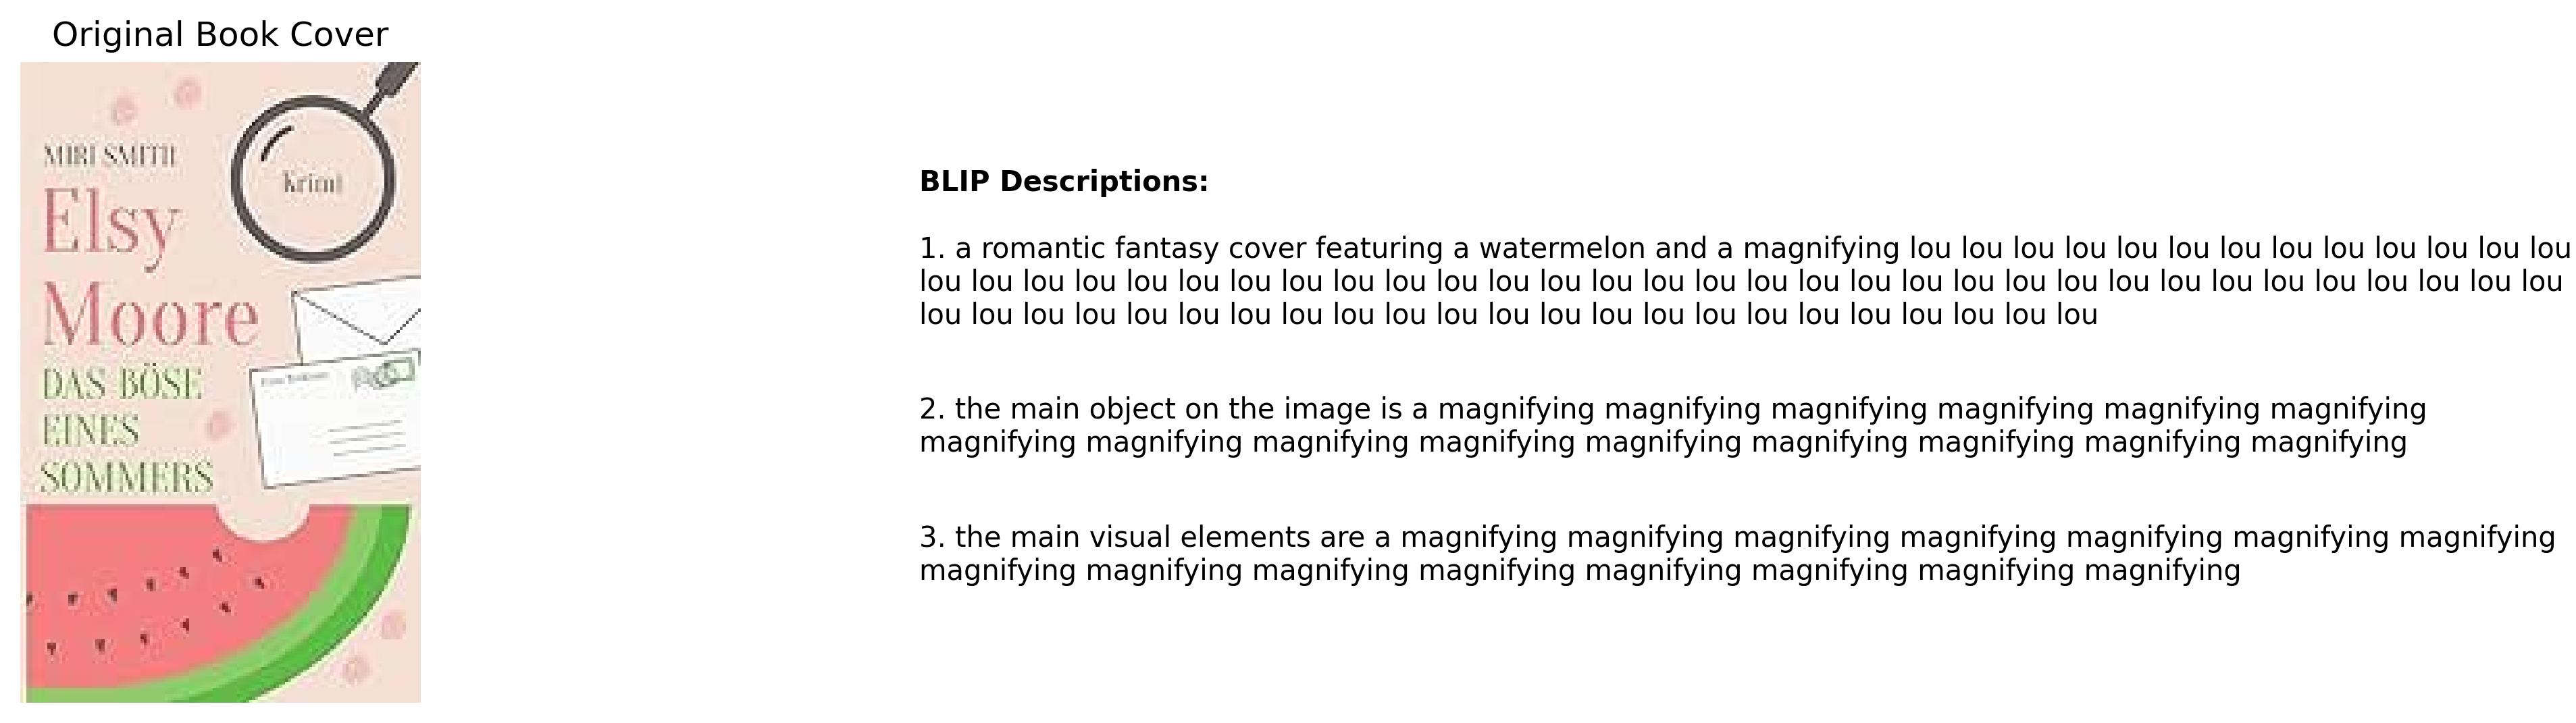 Original Book Cover
MIRI SMITH
Krimi
Elsy
Moore
DAS BÖSE
EINES
SOMMERS
BLIP Descriptions:
1. a romantic fantasy cover featuring a watermelon and a magnifying lou lou lou lou lou lou lou lou lou lou lou lou lou
lou lou lou lou lou lou lou lou lou lou lou lou lou lou lou lou lou lou lou lou lou lou lou lou lou lou lou lou lou lou lou lou
lou lou lou lou lou lou lou lou lou lou lou lou lou lou lou lou lou lou lou lou lou lou lou
2. the main object on the image is a magnifying magnifying magnifying magnifying magnifying magnifying
magnifying magnifying magnifying magnifying magnifying magnifying magnifying magnifying magnifying
3. the main visual elements are a magnifying magnifying magnifying magnifying magnifying magnifying magnifying
magnifying magnifying magnifying magnifying magnifying magnifying magnifying magnifying